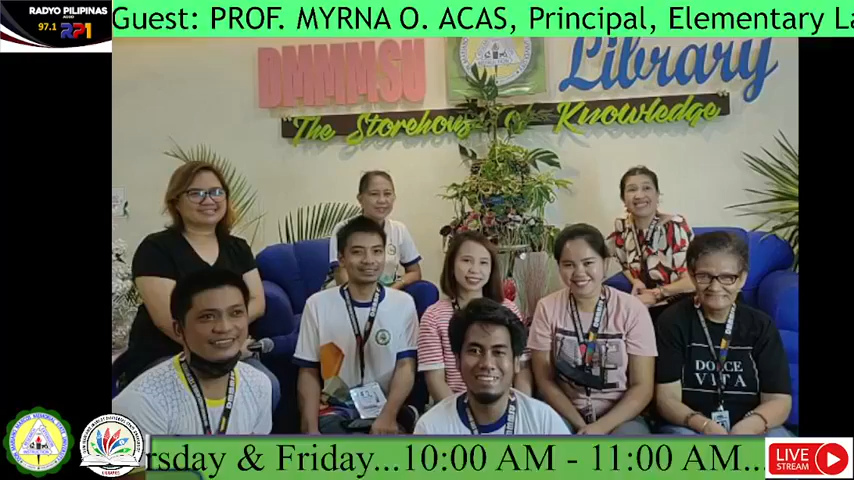 RADYO PILIPINAS
97.1 RP1
Guest: PROF. MYRNA O. ACAS, Principal, Elementary La
DMMMSU
Library
"The Storehouse of Knowledge"
DOLCE
VITA
rsday & Friday...10:00 AM - 11:00 AM...
LIVE
STREAM